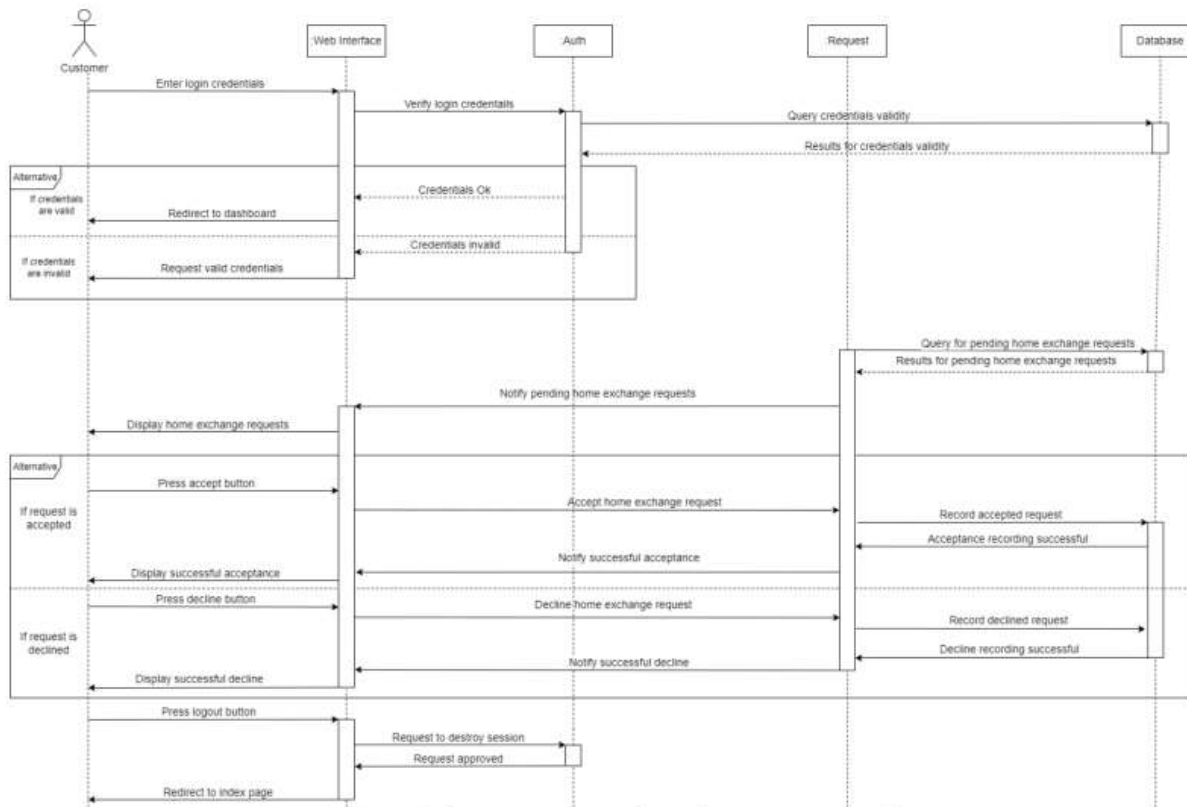 :Web Interface
:Auth
:Request
:Database
Customer
Enter login credentials
Verify login credentails
Query credentials validity
Results for credentials validity
Alternative
If credentials
are valid
Credentials Ok
Redirect to dashboard
If credentials
are invalid
Credentials invalid
Request valid credentials
Query for pending home exchange requests
Results for pending home exchange requests
Notify pending home exchange requests
Display home exchange requests
Alternative
If request is
accepted
Press accept button
Accept home exchange request
Record accepted request
Acceptance recording successful
Notify successful acceptance
Display successful acceptance
If request is
declined
Press decline button
Decline home exchange request
Record declined request
Decline recording successful
Notify successful decline
Display successful decline
Press logout button
Request to destroy session
Request approved
Redirect to index page